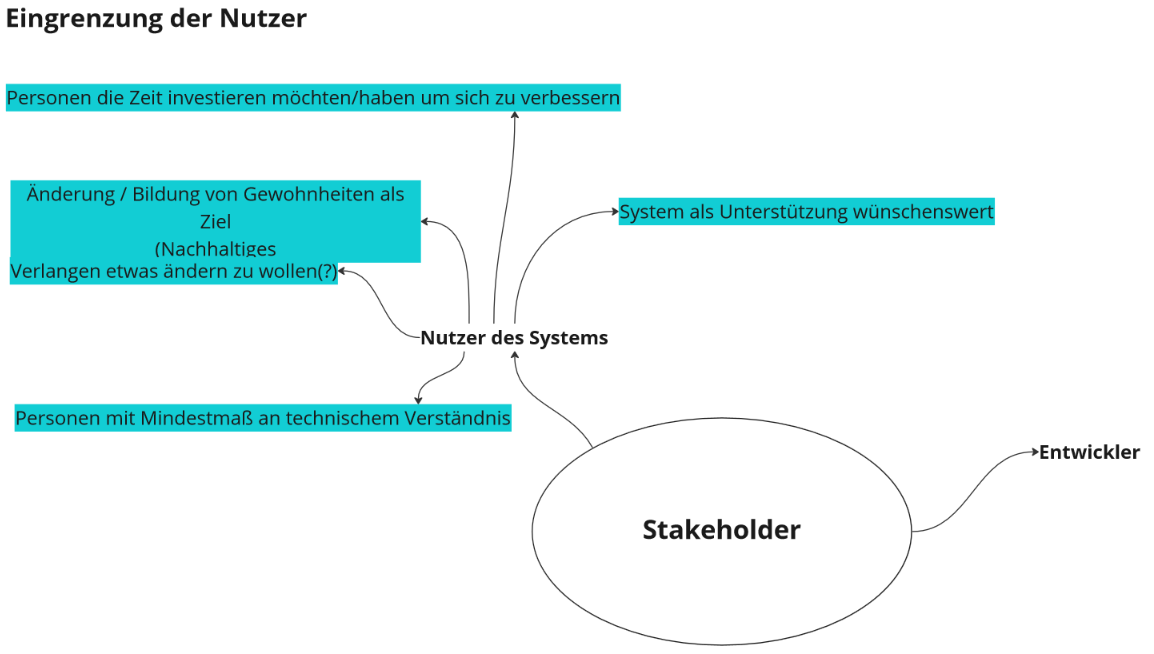 Eingrenzung der Nutzer
Personen die Zeit investieren möchten/haben um sich zu verbessern
Änderung / Bildung von Gewohnheiten als
Ziel
(Nachhaltiges
Verlangen etwas ändern zu wollen(?)
System als Unterstützung wünschenswert
Nutzer des Systems
Personen mit Mindestmaß an technischem Verständnis
Entwickler
Stakeholder